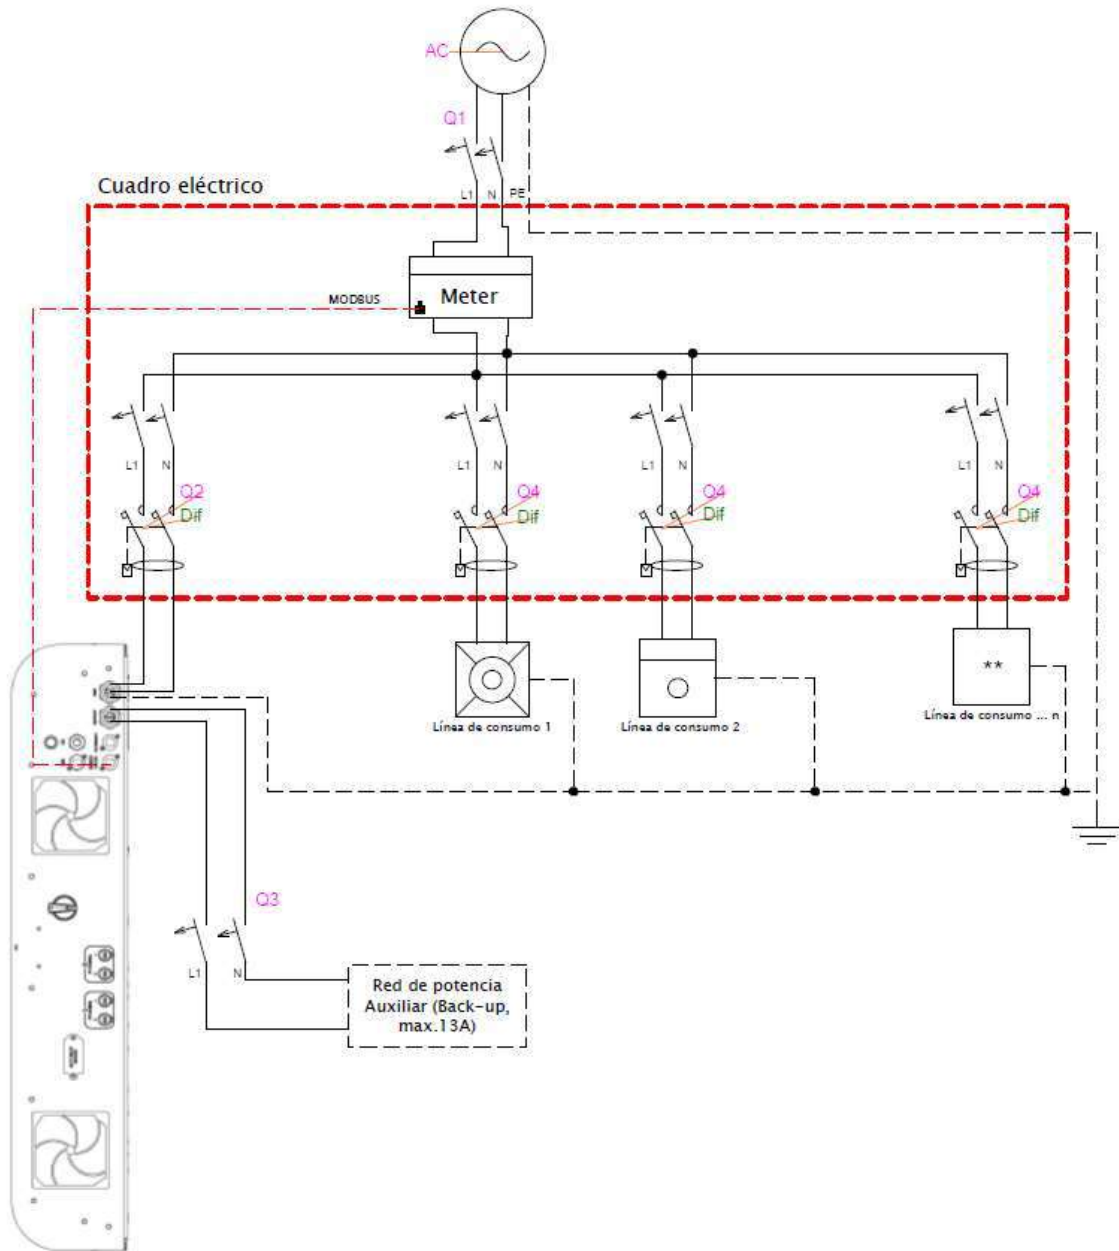 AC
Q1
L1 N PE
Cuadro eléctrico
MODBUS
Meter
L1 N
L1 N
L1 N
L1 N
Q2
Dif
Q4
Dif
Q4
Dif
Q4
Dif
**
Línea de consumo 1
Línea de consumo 2
Línea de consumo ... n
Q3
L1 N
Red de potencia
Auxiliar (Back-up,
max.13A)